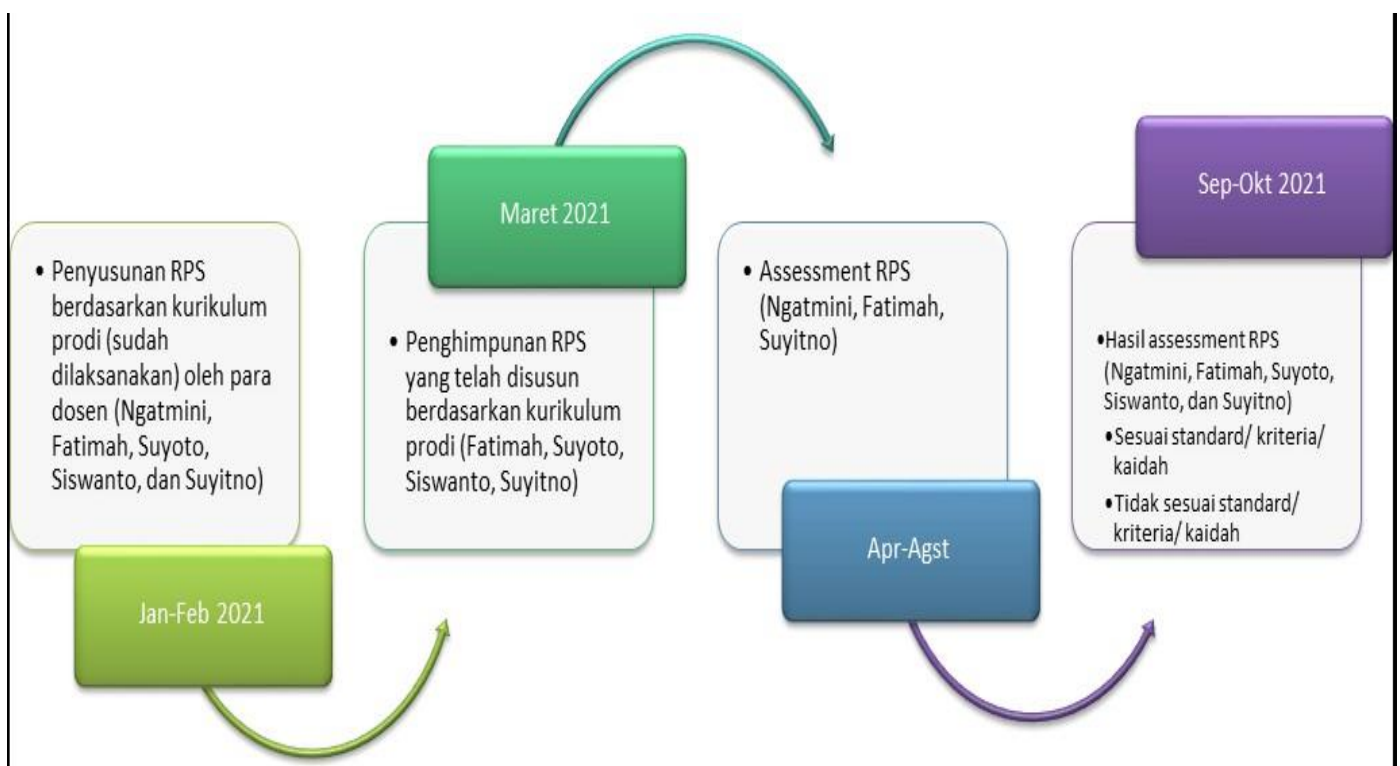 • Penyusunan RPS
berdasarkan kurikulum
prodi (sudah
dilaksanakan) oleh para
dosen (Ngatmini,
Fatimah, Suyoto,
Siswanto, dan Suyitno)
Jan-Feb 2021
Maret 2021
• Penghimpunan RPS
yang telah disusun
berdasarkan kurikulum
prodi (Fatimah, Suyoto,
Siswanto, Suyitno)
• Assessment RPS
(Ngatmini, Fatimah,
Suyitno)
Apr-Agst
Sep-Okt 2021
•Hasil assessment RPS
(Ngatmini, Fatimah, Suyoto,
Siswanto, dan Suyitno)
•Sesuai standard/ kriteria/
kaidah
•Tidak sesuai standard/
kriteria/ kaidah